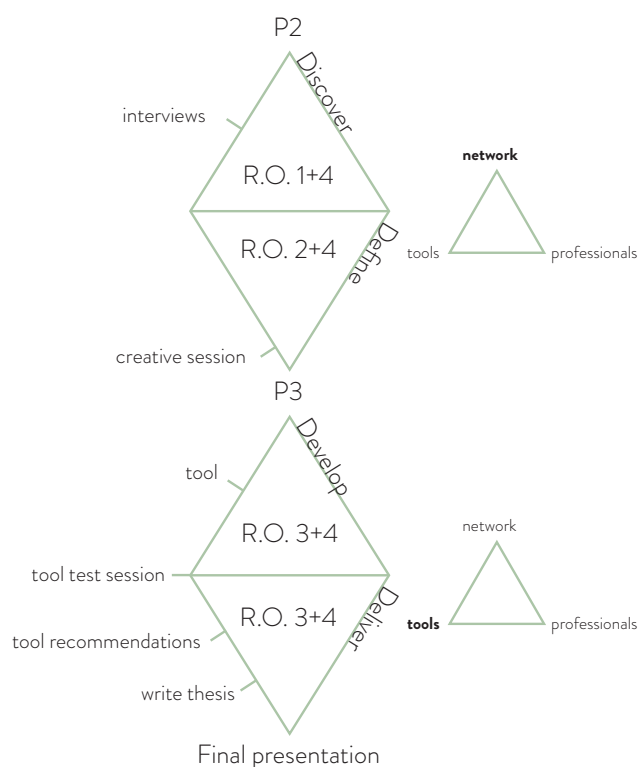 P2
Discover
interviews
network
R.O. 1+4
R.O. 2+4
Define
tools
professionals
creative session
P3
Develop
tool
network
R.O. 3+4
tool test session
R.O. 3+4
Deliver
tools
professionals
tool recommendations
write thesis
Final presentation